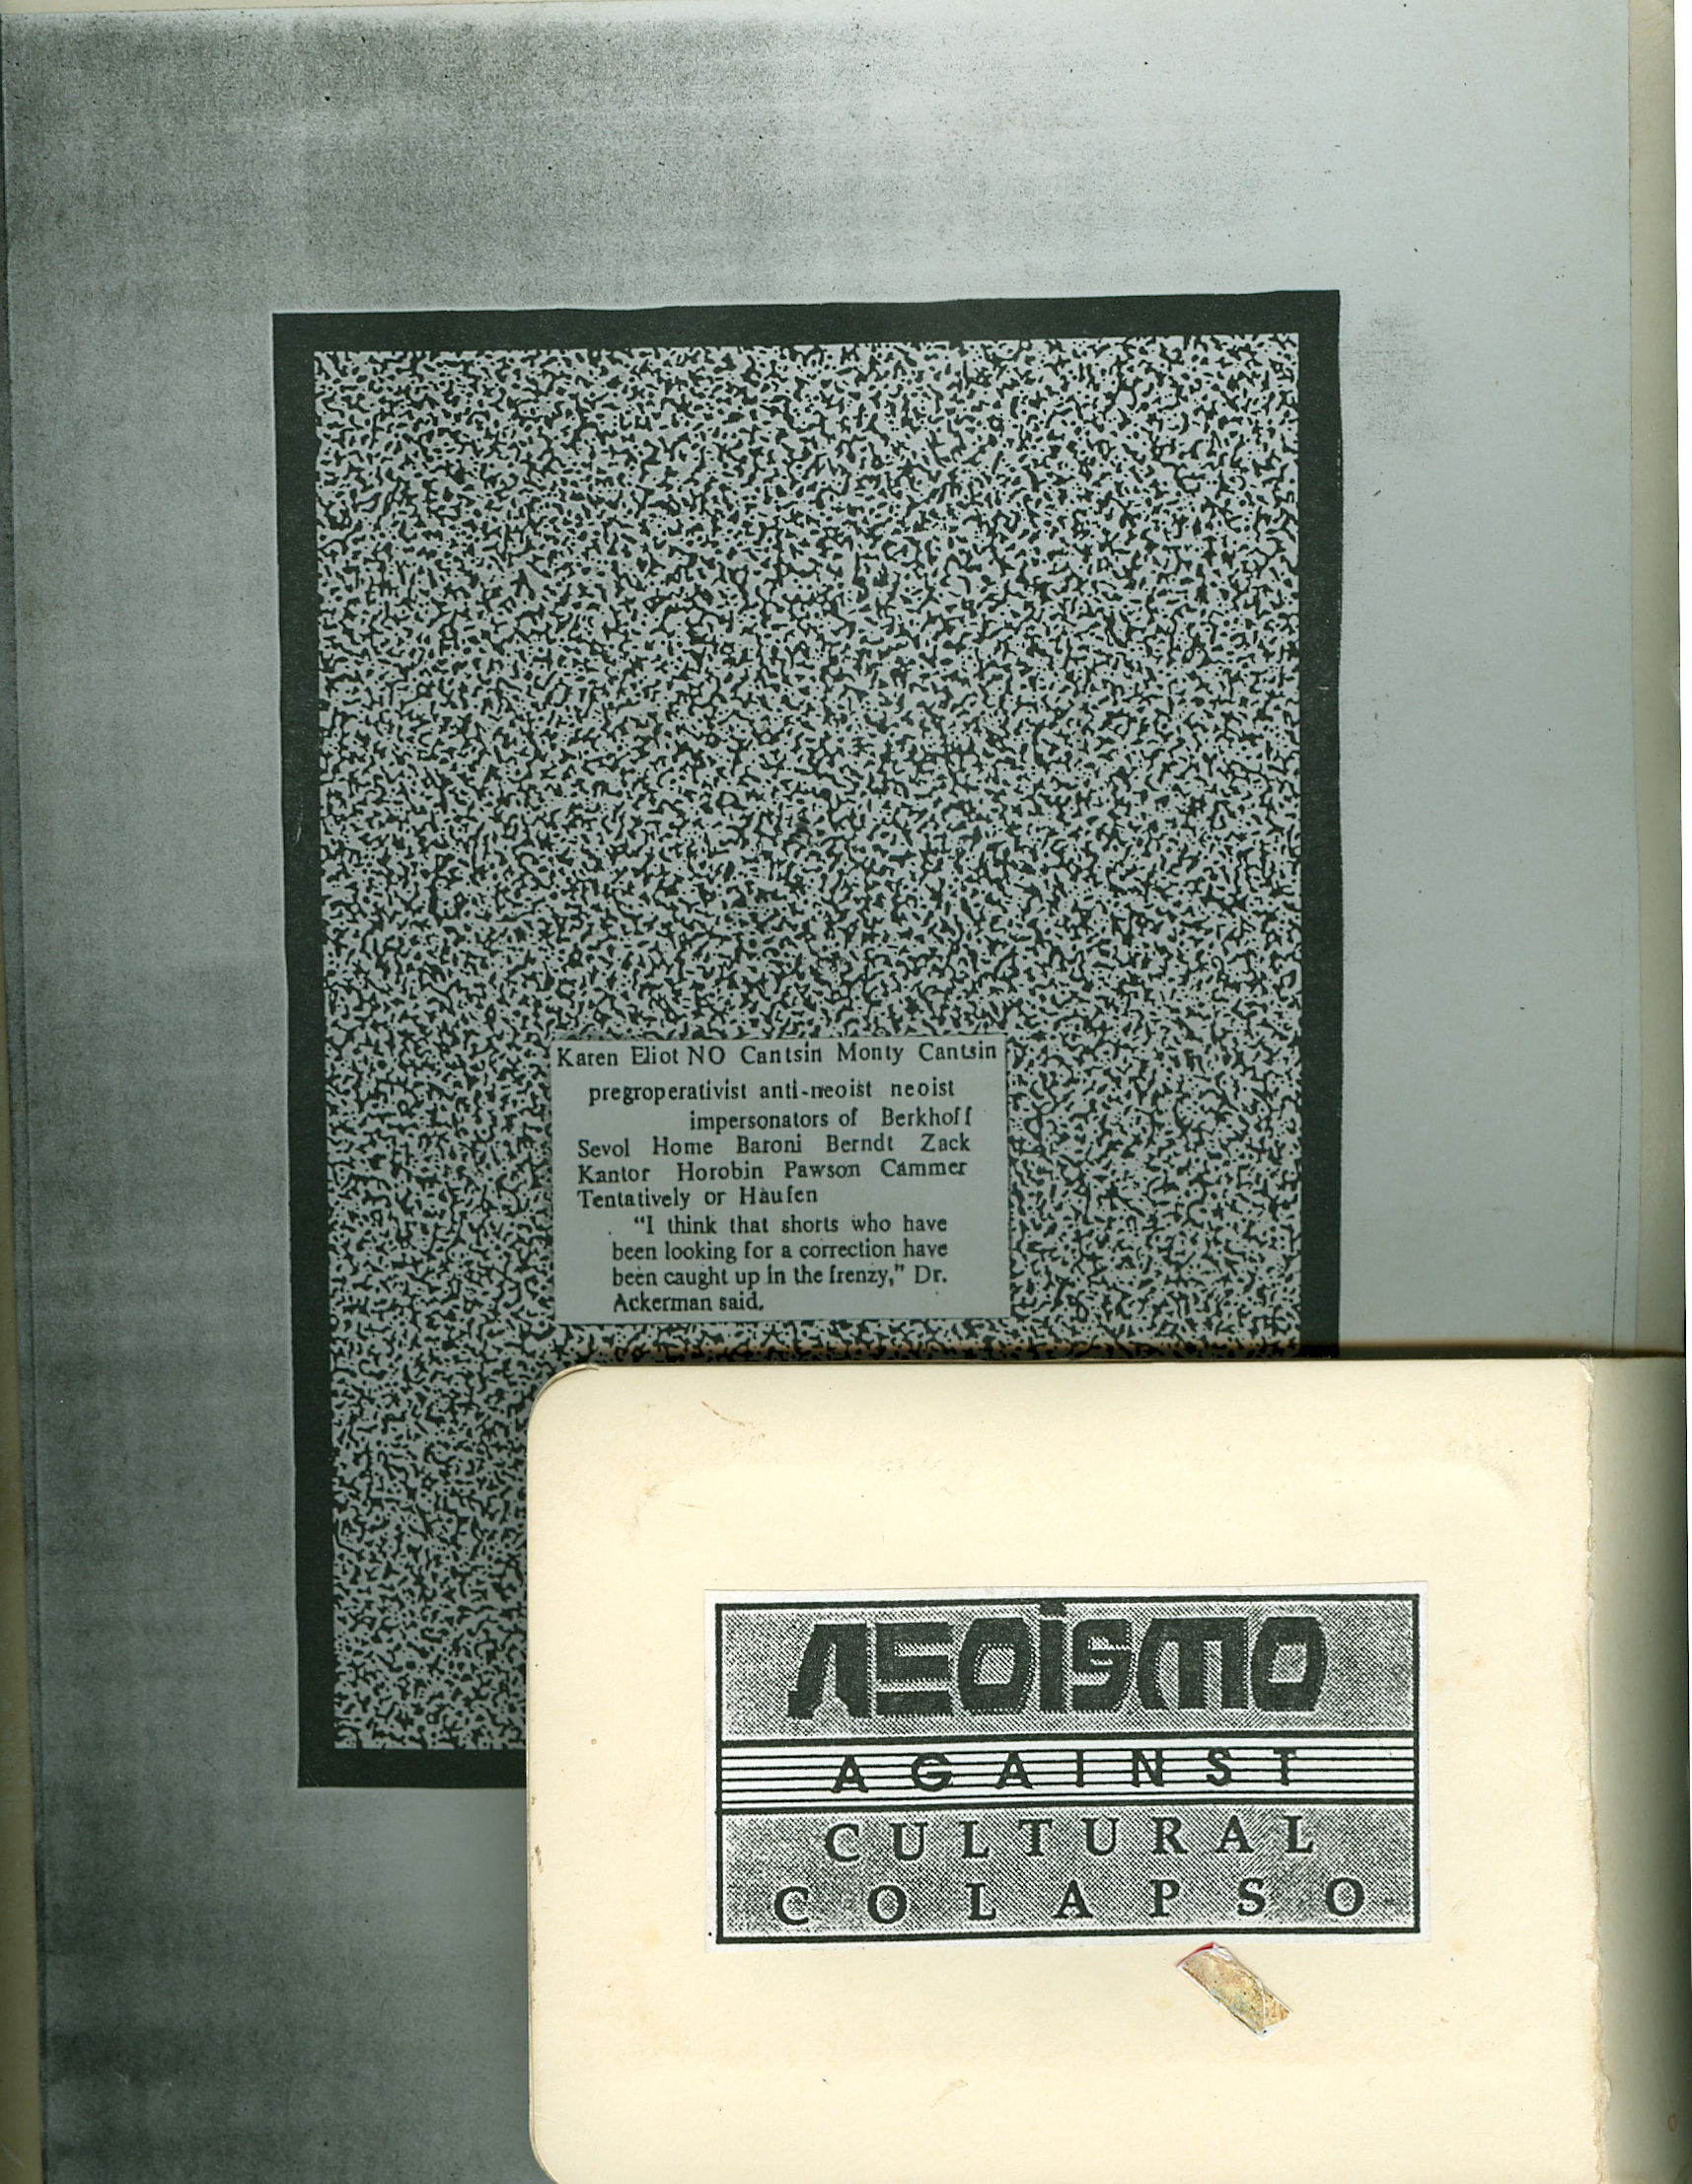 Karen Eliot NO Cantsin Monty Cantsin
pregroperativist anti-neoist neoist
impersonators of Berkhoff
Sevol Home Baroni Berndt Zack
Kantor Horobin Pawson Cammer
Tentatively or Haufen
"I think that shorts who have
been looking for a correction have
been caught up in the frenzy," Dr.
Ackerman said.
NEOiSMO
AGAINST
CULTURAL
COLAPSO